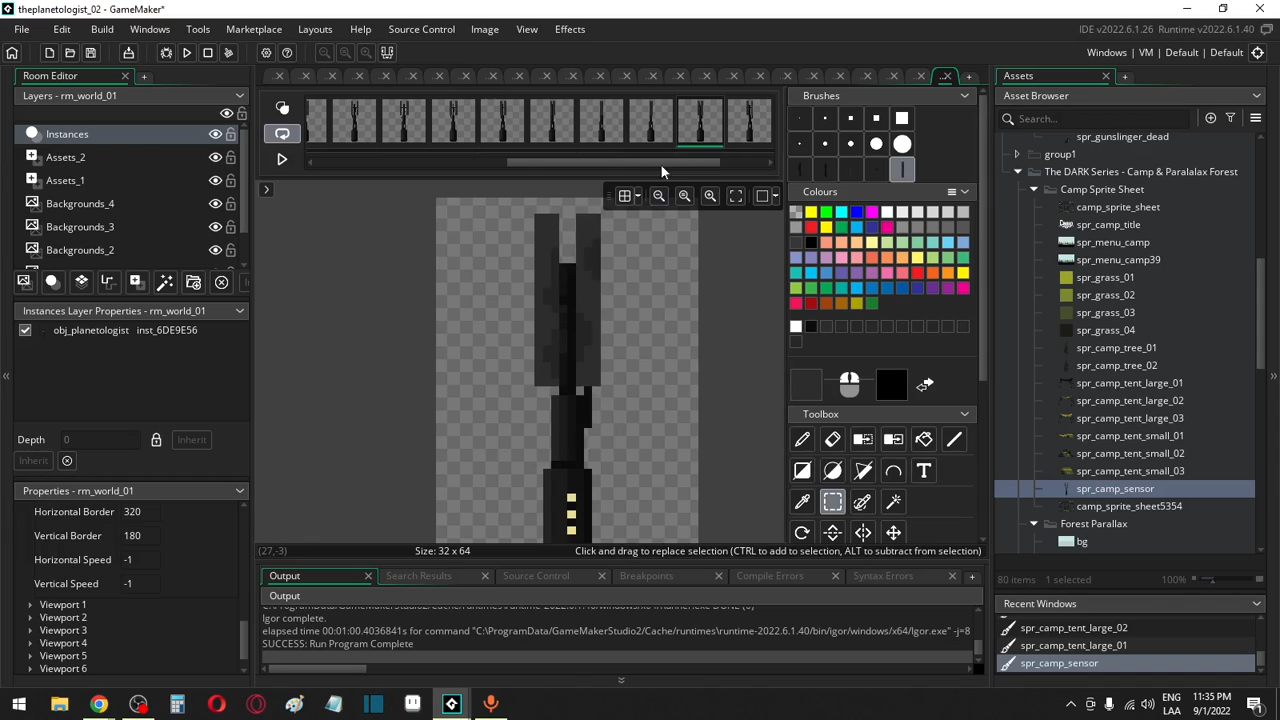 theplanetologist_02 - GameMaker*
File Edit Build Windows Tools Marketplace Layouts Help Source Control Image View Effects
IDE v2022.6.1.26 Runtime v2022.6.1.40
Windows | VM | Default | Default
Room Editor
Layers - rm_world_01
Instances
Assets_2
Assets_1
Backgrounds_4
Backgrounds_3
Backgrounds_2
Instances Layer Properties - rm_world_01
obj_planetologist inst_6DE9E56
Depth 0 Inherit
Inherit
Properties - rm_world_01
Horizontal Border 320
Vertical Border 180
Horizontal Speed -1
Vertical Speed -1
Viewport 1
Viewport 2
Viewport 3
Viewport 4
Viewport 5
Viewport 6
(27,-3) Size: 32 x 64 Click and drag to replace selection (CTRL to add to selection, ALT to subtract from selection)
Output Search Results Source Control Breakpoints Compile Errors Syntax Errors
Output
Igor complete.
elapsed time 00:01:00.4036841s for command "C:\ProgramData/GameMakerStudio2/Cache/runtimes\runtime-2022.6.1.40/bin/igor/windows/x64/Igor.exe" -j=8
SUCCESS: Run Program Complete
Brushes
Colours
Toolbox
Assets
Asset Browser
Search...
spr_gunslinger_dead
group1
The DARK Series - Camp & Paralalax Forest
Camp Sprite Sheet
camp_sprite_sheet
spr_camp_title
spr_menu_camp
spr_menu_camp39
spr_grass_01
spr_grass_02
spr_grass_03
spr_grass_04
spr_camp_tree_01
spr_camp_tree_02
spr_camp_tent_large_01
spr_camp_tent_large_02
spr_camp_tent_large_03
spr_camp_tent_small_01
spr_camp_tent_small_02
spr_camp_tent_small_03
spr_camp_sensor
camp_sprite_sheet5354
Forest Parallax
bg
80 items 1 selected 100%
Recent Windows
spr_camp_tent_large_02
spr_camp_tent_large_01
spr_camp_sensor
ENG
LAA
11:35 PM
9/1/2022